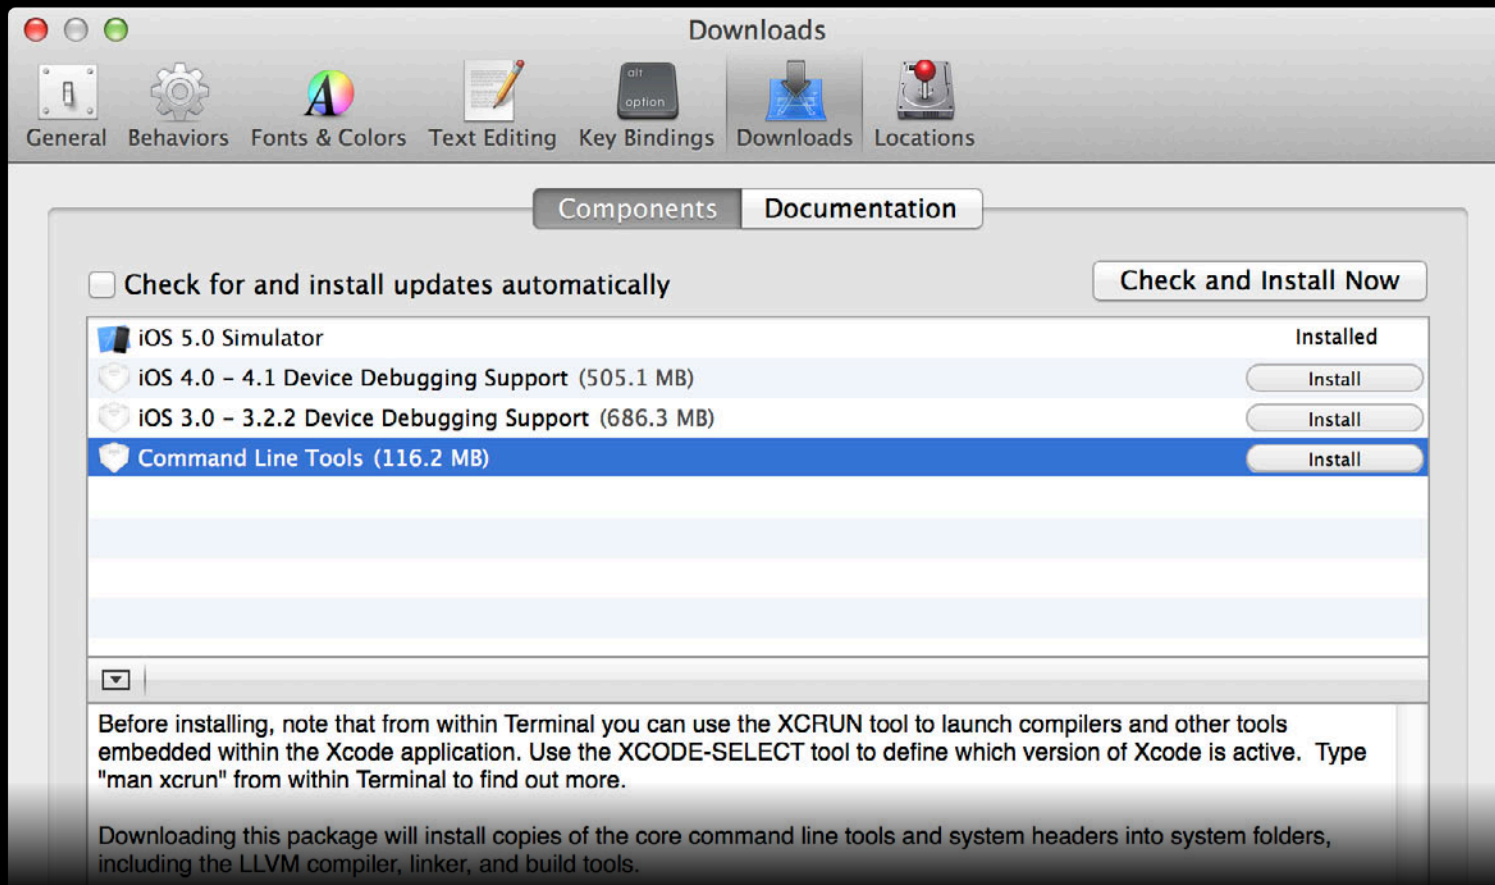 Downloads
alt
option
General Behaviors Fonts & Colors Text Editing Key Bindings Downloads Locations
Components Documentation
Check for and install updates automatically Check and Install Now
iOS 5.0 Simulator Installed
iOS 4.0 – 4.1 Device Debugging Support (505.1 MB) Install
iOS 3.0 – 3.2.2 Device Debugging Support (686.3 MB) Install
Command Line Tools (116.2 MB) Install
Before installing, note that from within Terminal you can use the XCRUN tool to launch compilers and other tools
embedded within the Xcode application. Use the XCODE-SELECT tool to define which version of Xcode is active.  Type
"man xcrun" from within Terminal to find out more.
Downloading this package will install copies of the core command line tools and system headers into system folders,
including the LLVM compiler, linker, and build tools.